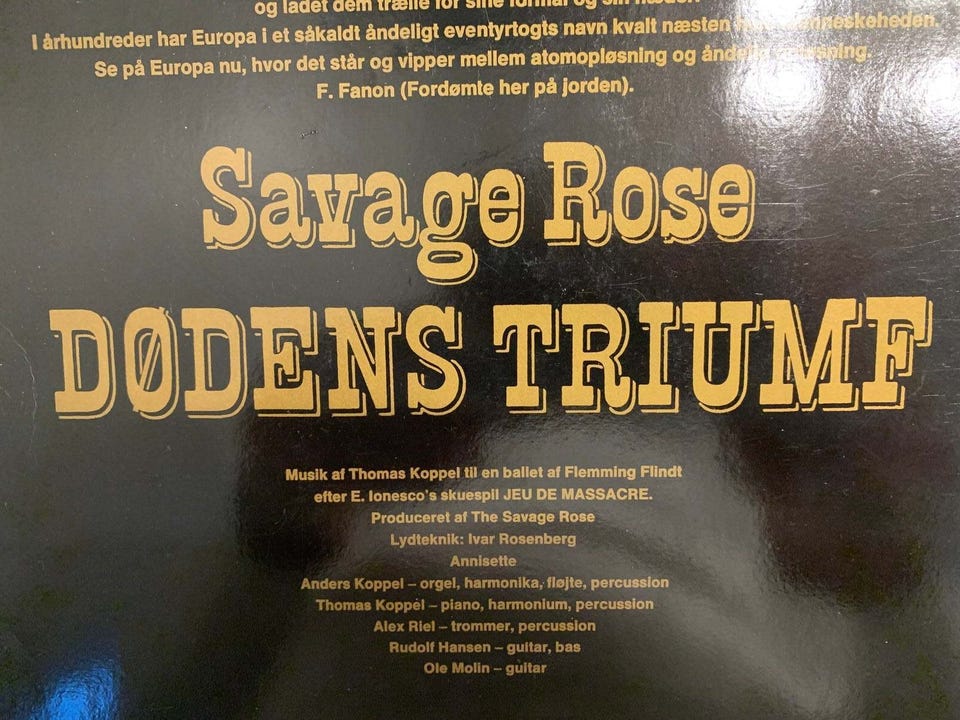 og ladet dem trælle for sine formål og sin
I århundreder har Europa i et såkaldt åndeligt eventyrtogts navn kvalt næsten menneskeheden.
Se på Europa nu, hvor det står og vipper mellem atomopløsning og åndelig opløsning.
F. Fanon (Fordømte her på jorden).
Savage Rose
DØDENS TRIUMF
Musik af Thomas Koppel til en ballet af Flemming Flindt
efter E. Ionesco's skuespil JEU DE MASSACRE.
Produceret af The Savage Rose
Lydteknik: Ivar Rosenberg
Annisette
Anders Koppel – orgel, harmonika, fløjte, percussion
Thomas Koppel – piano, harmonium, percussion
Alex Riel – trommer, percussion
Rudolf Hansen – guitar, bas
Ole Molin – guitar